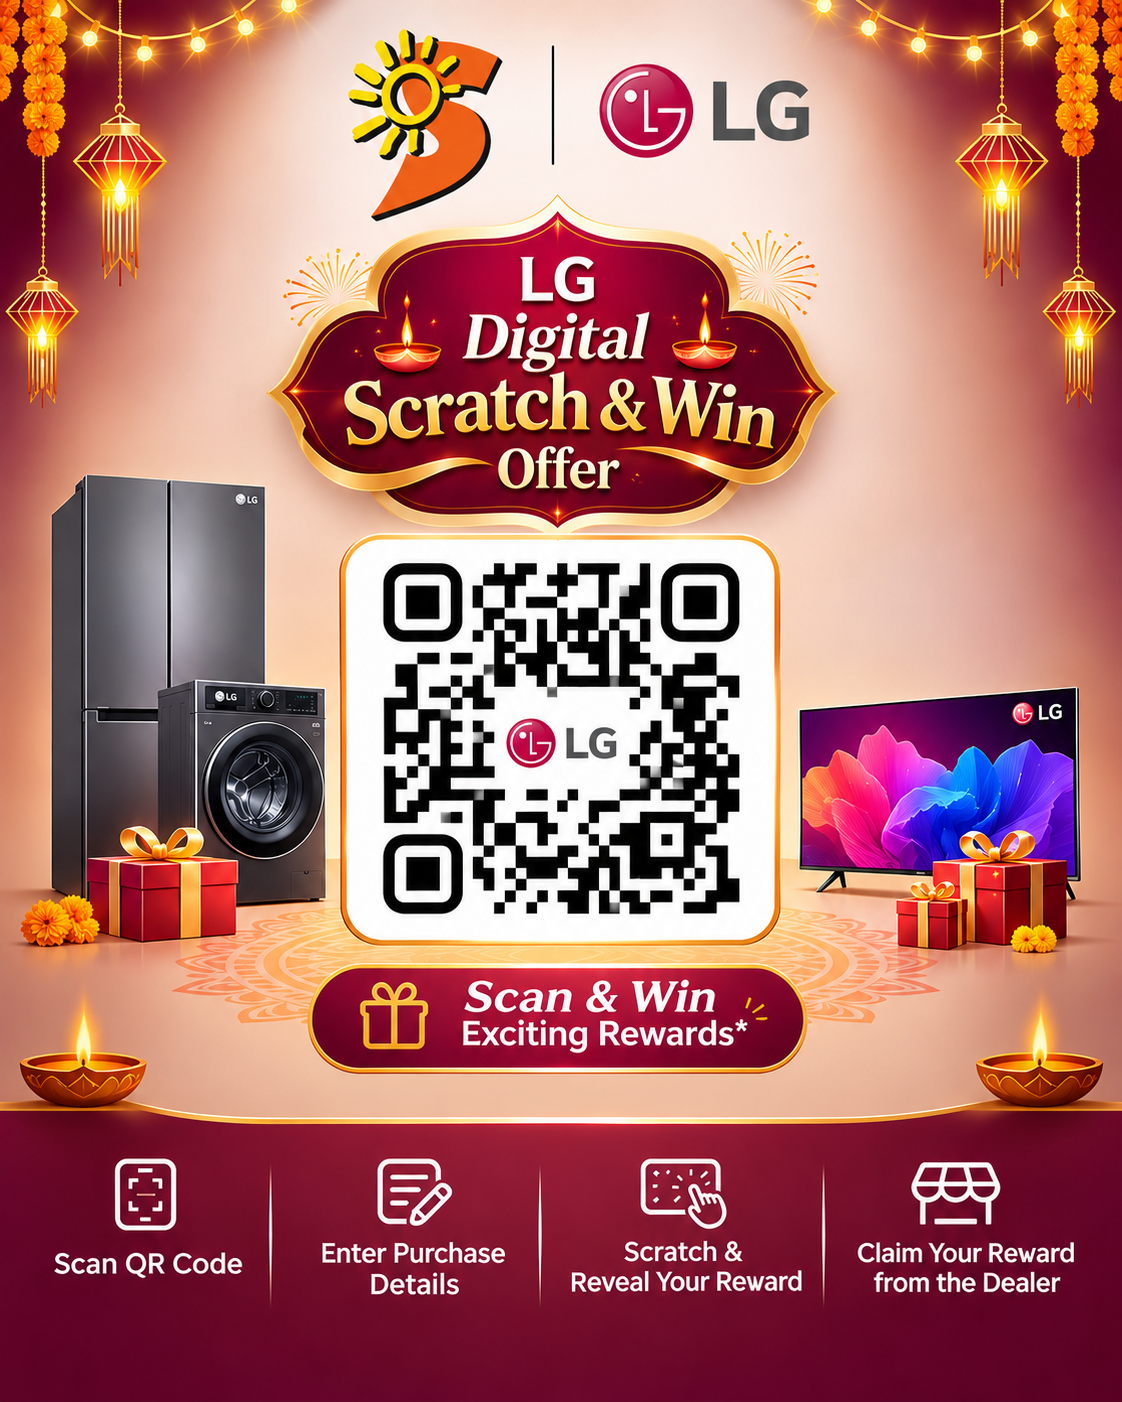 LG
LG
Digital
Scratch & Win
Offer
LG
LG
LG
LG
Scan & Win
Exciting Rewards*
Scan QR Code
Enter Purchase
Details
Scratch &
Reveal Your Reward
Claim Your Reward
from the Dealer